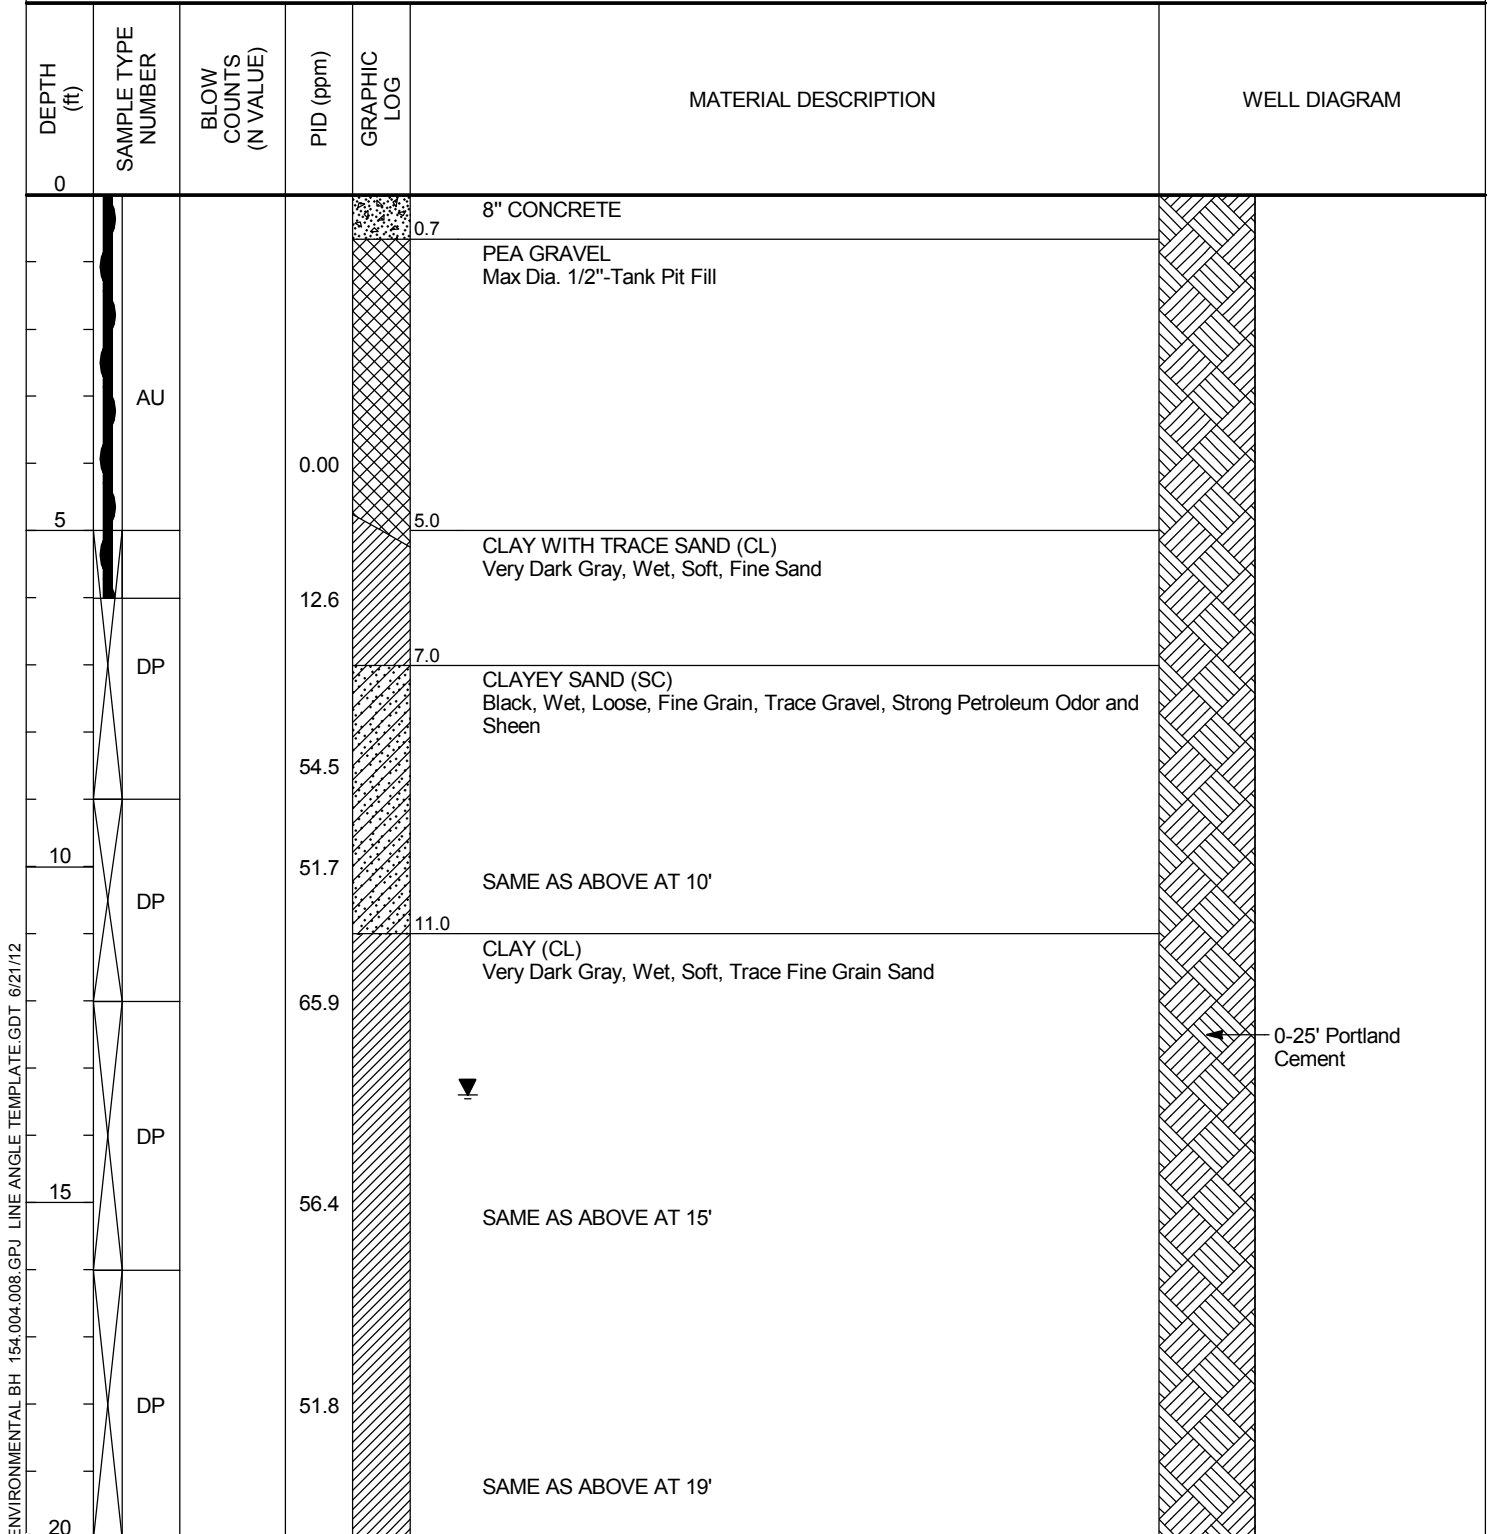 DEPTH
(ft)
SAMPLE TYPE
NUMBER
BLOW
COUNTS
(N VALUE)
PID (ppm)
GRAPHIC
LOG
MATERIAL DESCRIPTION
WELL DIAGRAM
0
8" CONCRETE
0.7
PEA GRAVEL
Max Dia. 1/2"-Tank Pit Fill
AU
0.00
5
5.0
CLAY WITH TRACE SAND (CL)
Very Dark Gray, Wet, Soft, Fine Sand
12.6
DP
7.0
CLAYEY SAND (SC)
Black, Wet, Loose, Fine Grain, Trace Gravel, Strong Petroleum Odor and
Sheen
54.5
10
51.7
SAME AS ABOVE AT 10'
DP
11.0
CLAY (CL)
Very Dark Gray, Wet, Soft, Trace Fine Grain Sand
65.9
0-25' Portland
Cement
DP
15
56.4
SAME AS ABOVE AT 15'
DP
51.8
SAME AS ABOVE AT 19'
20
ENVIRONMENTAL BH 154.004.008.GPJ LINE ANGLE TEMPLATE.GDT 6/21/12